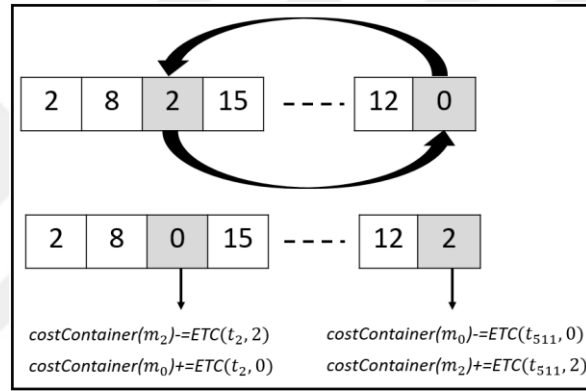 2 8 2 15 12 0
2 8 0 15 12 2
costContainer(m₂)-=ETC(t₂, 2) costContainer(m₀)-=ETC(t₅₁₁, 0)
costContainer(m₀)+=ETC(t₂, 0) costContainer(m₂)+=ETC(t₅₁₁, 2)